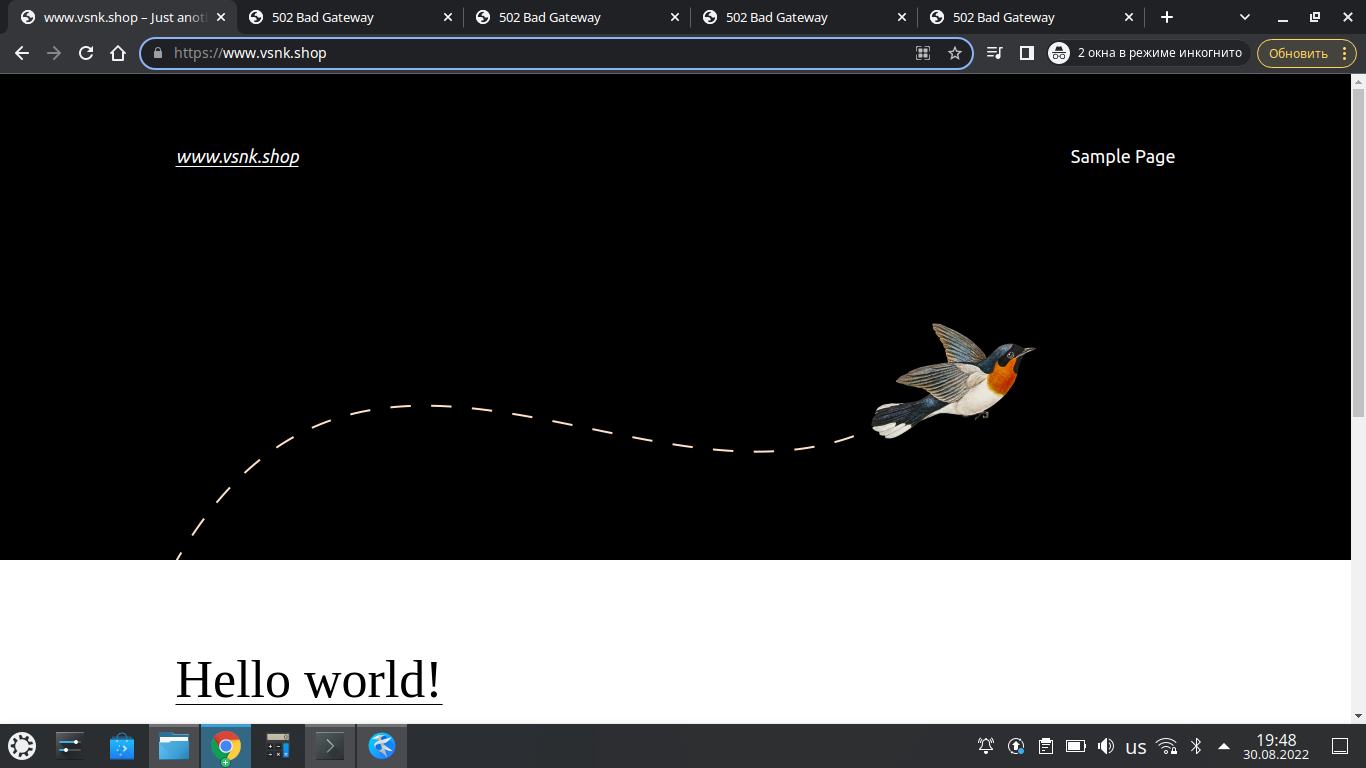 www.vsnk.shop – Just anot
502 Bad Gateway
502 Bad Gateway
502 Bad Gateway
502 Bad Gateway
https://www.vsnk.shop
2 окна в режиме инкогнито
Обновить
www.vsnk.shop
Sample Page
Hello world!
us
19:48
30.08.2022